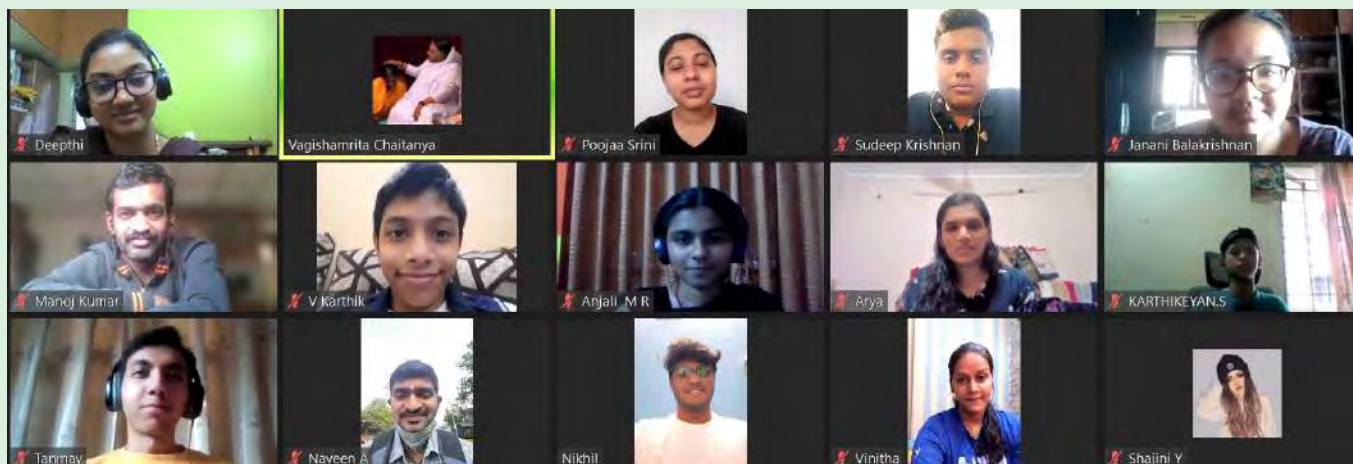 Deepthi
Vagishamrita Chaitanya
Poojaa Srini
Sudeep Krishnan
Janani Balakrishnan
Manoj Kumar
V Karthik
Anjali M R
Arya
KARTHIKEYAN.S
Tanmay
Naveen A
Nikhil
Vinitha
Shajini Y